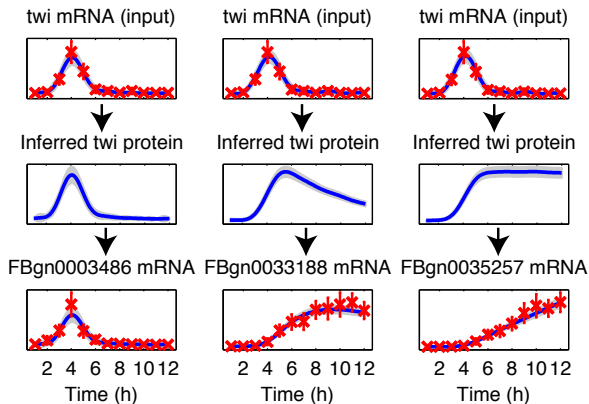 twi mRNA (input) twi mRNA (input) twi mRNA (input)
Inferred twi protein Inferred twi protein Inferred twi protein
FBgn0003486 mRNA FBgn0033188 mRNA FBgn0035257 mRNA
2 4 6 8 10 12 2 4 6 8 10 12 2 4 6 8 10 12
Time (h) Time (h) Time (h)